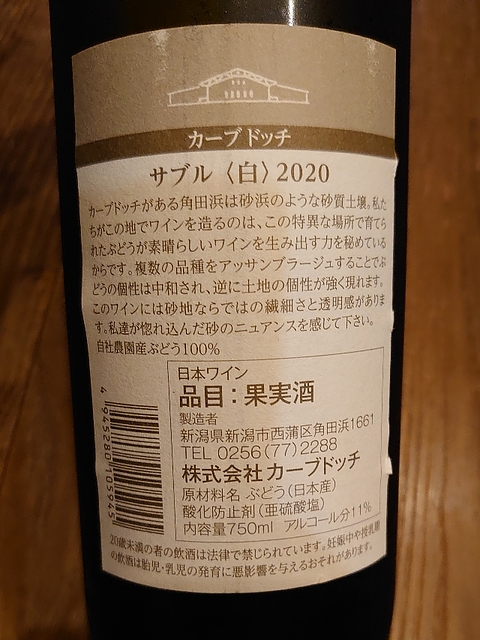 カーブドッチ
サブル〈白〉2020
カーブドッチがある角田浜は砂浜のような砂質土壌。私た
ちがこの地でワインを造るのは、この特異な場所で育てら
れたぶどうが素晴らしいワインを生み出す力を秘めている
からです。複数の品種をアッサンブラージュすることでぶ
どうの個性は中和され、逆に土地の個性が強く現れます。
このワインには砂地ならではの繊細さと透明感がありま
す。私達が惚れ込んだ砂のニュアンスを感じて下さい。
自社農園産ぶどう100%
日本ワイン
品目：果実酒
製造者
新潟県新潟市西蒲区角田浜1661
TEL 0256(77)2288
株式会社カーブドッチ
原材料名 ぶどう(日本産)
酸化防止剤(亜硫酸塩)
内容量750ml アルコール分11%
4 945280 105945
20歳未満の者の飲酒は法律で禁じられています。妊娠中や授乳期
の飲酒は胎児・乳児の発育に悪影響を与えるおそれがあります。